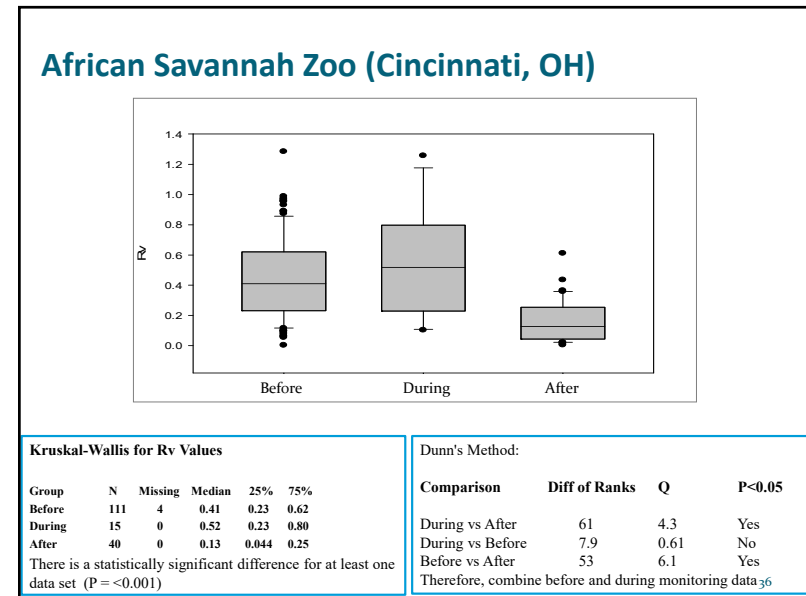 African Savannah Zoo (Cincinnati, OH)
1.4
1.2
1.0
0.8
0.6
0.4
0.2
0.0
Rv
Before During After
Kruskal-Wallis for Rv Values
Group N Missing Median 25% 75%
Before 111 4 0.41 0.23 0.62
During 15 0 0.52 0.23 0.80
After 40 0 0.13 0.044 0.25
There is a statistically significant difference for at least one
data set (P = <0.001)
Dunn's Method:
Comparison Diff of Ranks Q P<0.05
During vs After 61 4.3 Yes
During vs Before 7.9 0.61 No
Before vs After 53 6.1 Yes
Therefore, combine before and during monitoring data
36